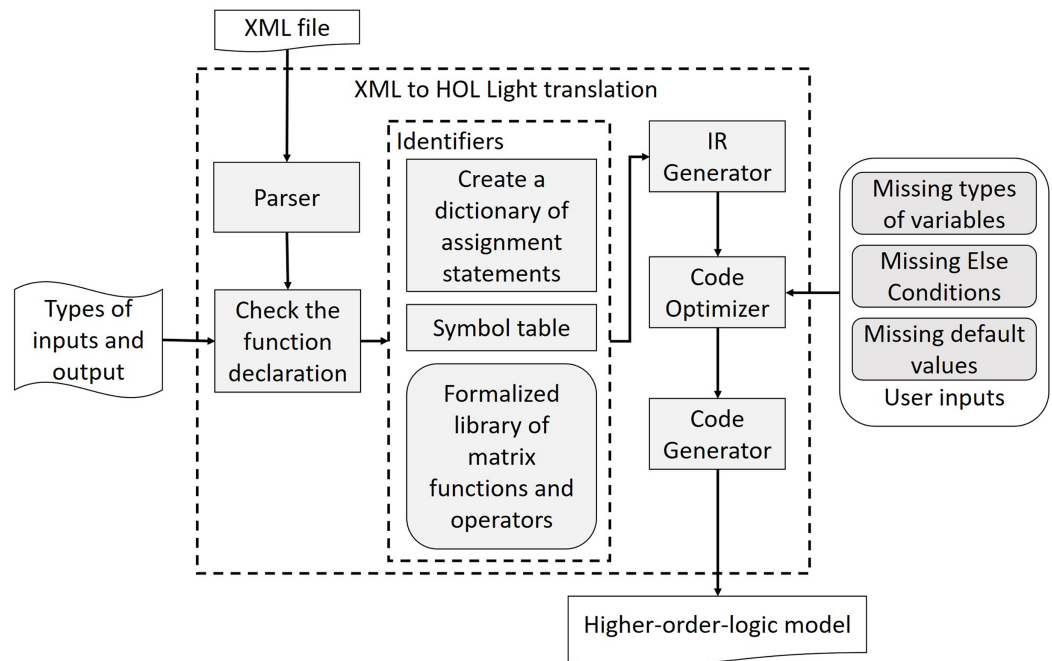 XML file
XML to HOL Light translation
Parser
Types of
inputs and
output
Check the
function
declaration
Identifiers
Create a
dictionary of
assignment
statements
Symbol table
Formalized
library of
matrix
functions and
operators
IR
Generator
Code
Optimizer
Code
Generator
Missing types
of variables
Missing Else
Conditions
Missing default
values
User inputs
Higher-order-logic model